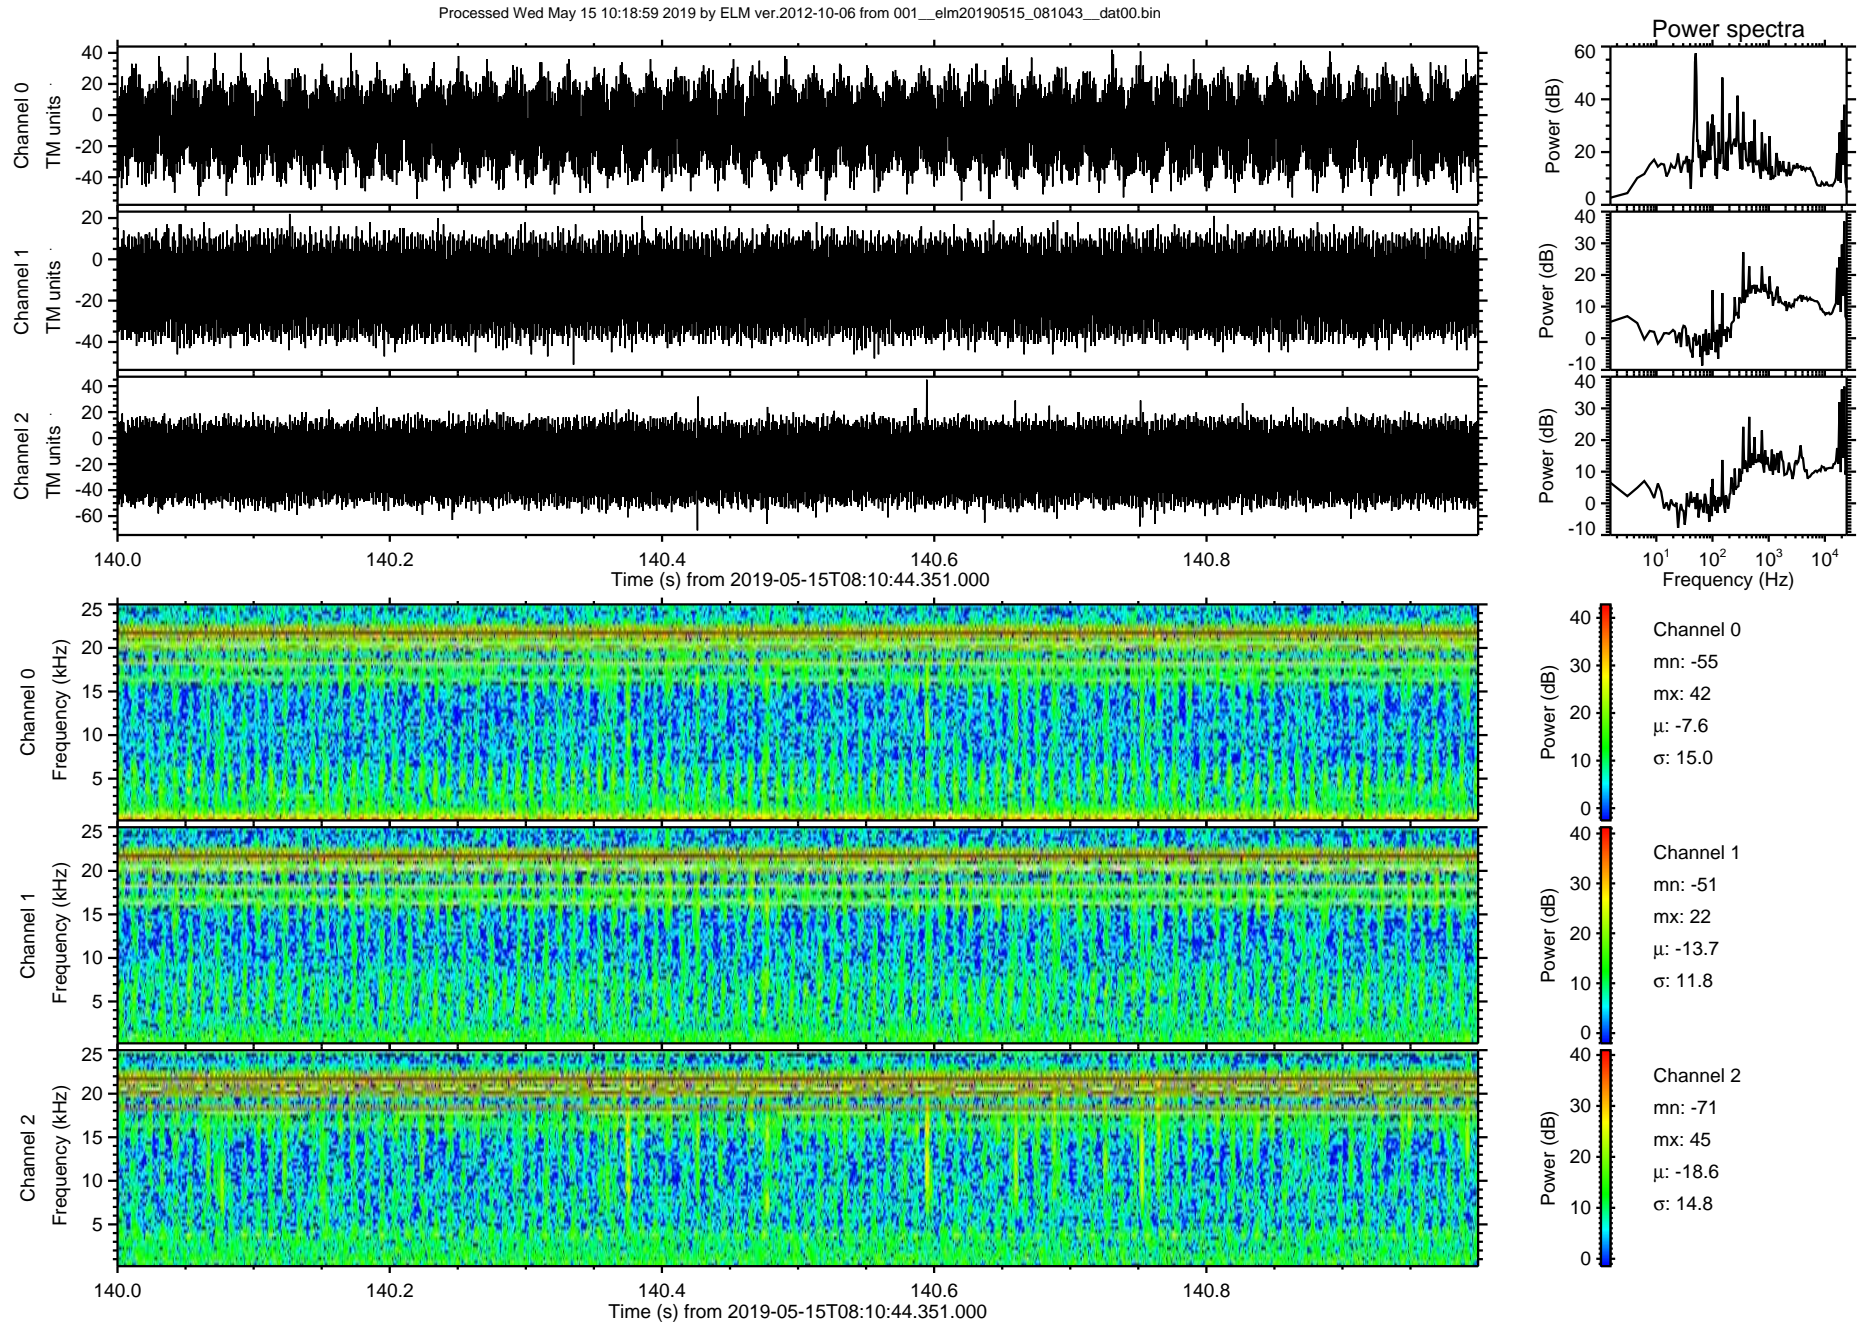 Processed Wed May 15 10:18:59 2019 by ELM ver.2012-10-06 from 001__elm20190515_081043__dat00.bin
Power spectra
Channel 0
TM units
40
20
0
-20
-40
Power (dB)
60
40
20
0
Channel 1
TM units
20
0
-20
-40
Power (dB)
40
30
20
10
0
-10
Channel 2
TM units
40
20
0
-20
-40
-60
Power (dB)
40
30
20
10
0
-10
140.0 140.2 140.4 140.6 140.8
Time (s) from 2019-05-15T08:10:44.351.000
10^1 10^2 10^3 10^4
Frequency (Hz)
Channel 0
Frequency (kHz)
25
20
15
10
5
Power (dB)
40
30
20
10
0
Channel 0
mn: -55
mx: 42
μ: -7.6
σ: 15.0
Channel 1
Frequency (kHz)
25
20
15
10
5
Power (dB)
40
30
20
10
0
Channel 1
mn: -51
mx: 22
μ: -13.7
σ: 11.8
Channel 2
Frequency (kHz)
25
20
15
10
5
Power (dB)
40
30
20
10
0
Channel 2
mn: -71
mx: 45
μ: -18.6
σ: 14.8
140.0 140.2 140.4 140.6 140.8
Time (s) from 2019-05-15T08:10:44.351.000